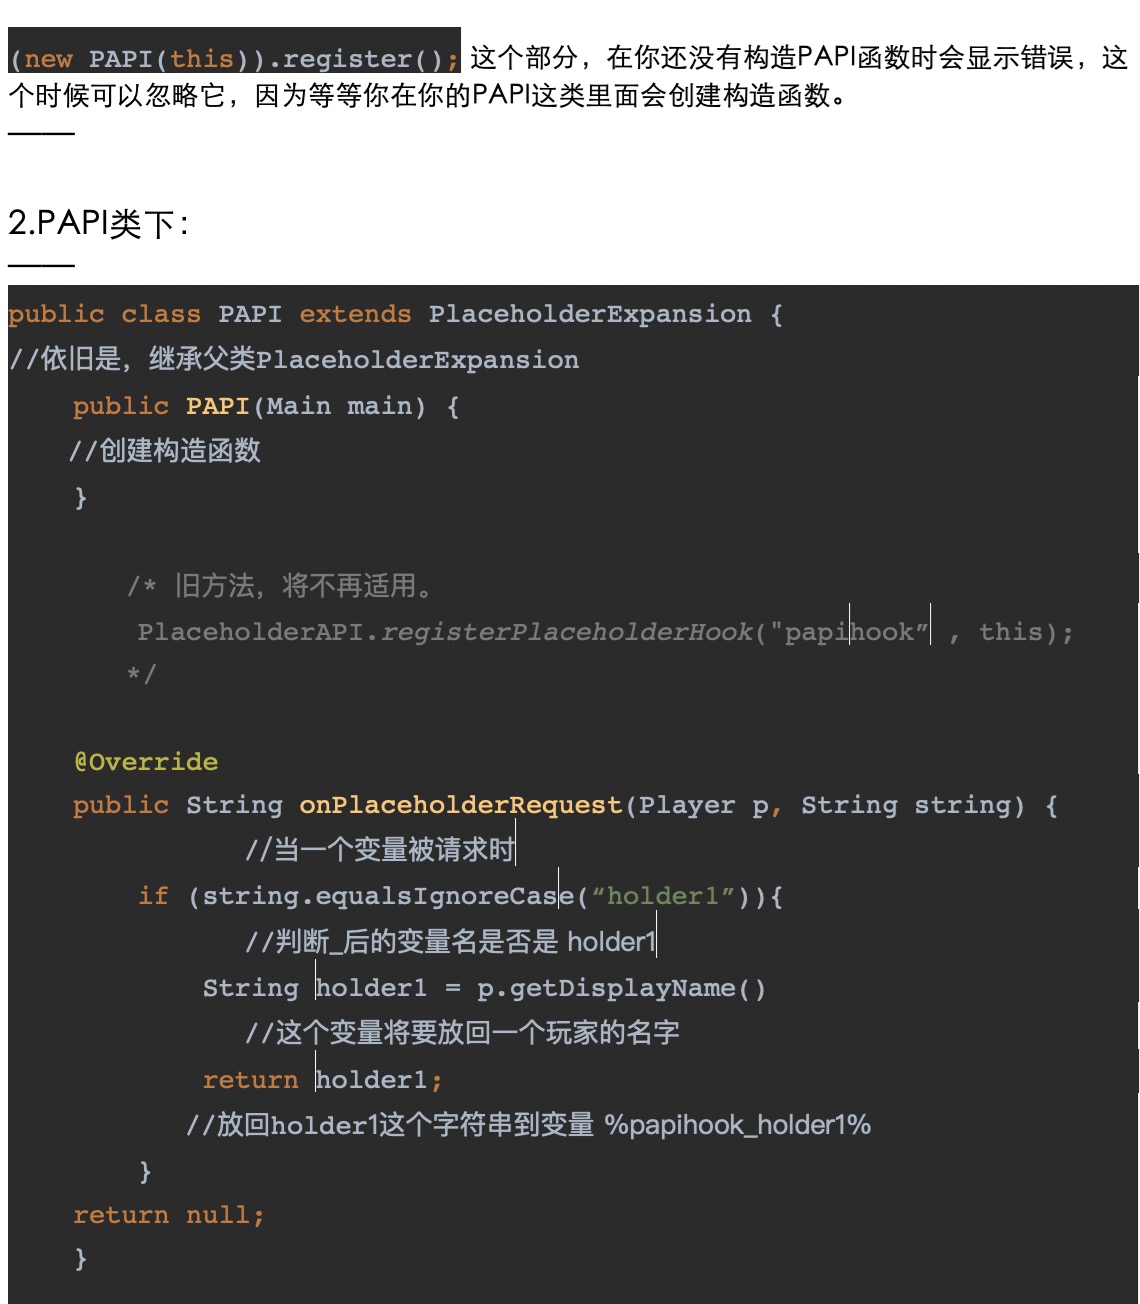 (new PAPI(this)).register(); 这个部分，在你还没有构造PAPI函数时会显示错误，这
个时候可以忽略它，因为等等你在你的PAPI这类里面会创建构造函数。
——
2.PAPI类下：
——
public class PAPI extends PlaceholderExpansion {
//依旧是，继承父类PlaceholderExpansion
public PAPI(Main main) {
//创建构造函数
}
/* 旧方法，将不再适用。
PlaceholderAPI.registerPlaceholderHook("papihook” , this);
*/
@Override
public String onPlaceholderRequest(Player p, String string) {
//当一个变量被请求时
if (string.equalsIgnoreCase(“holder1”)){
//判断_后的变量名是否是 holder1
String holder1 = p.getDisplayName()
//这个变量将要放回一个玩家的名字
return holder1;
//放回holder1这个字符串到变量 %papihook_holder1%
}
return null;
}